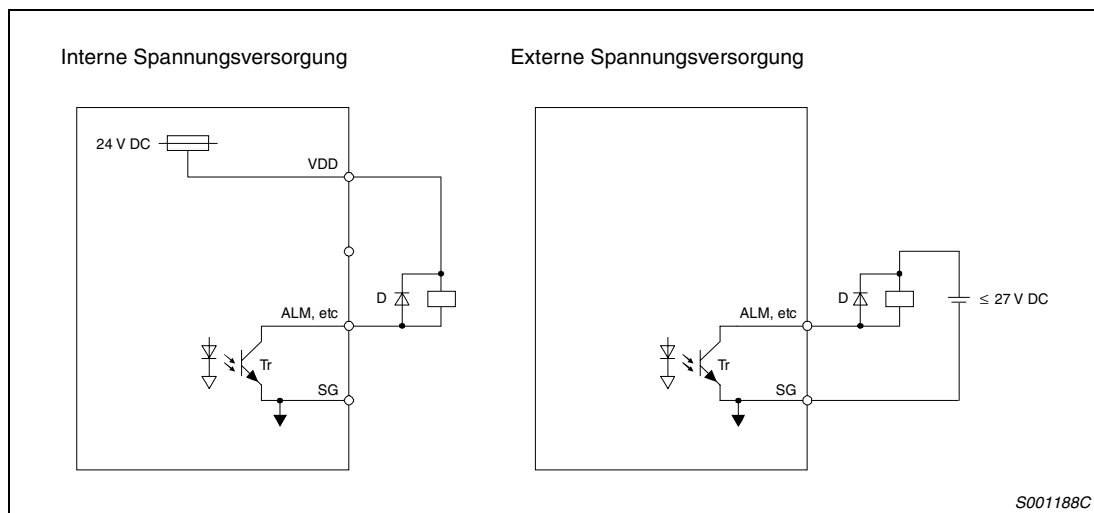 Interne Spannungsversorgung
Externe Spannungsversorgung
24 V DC
VDD
D
ALM, etc
Tr
SG
D
≤ 27 V DC
ALM, etc
Tr
SG
S001188C